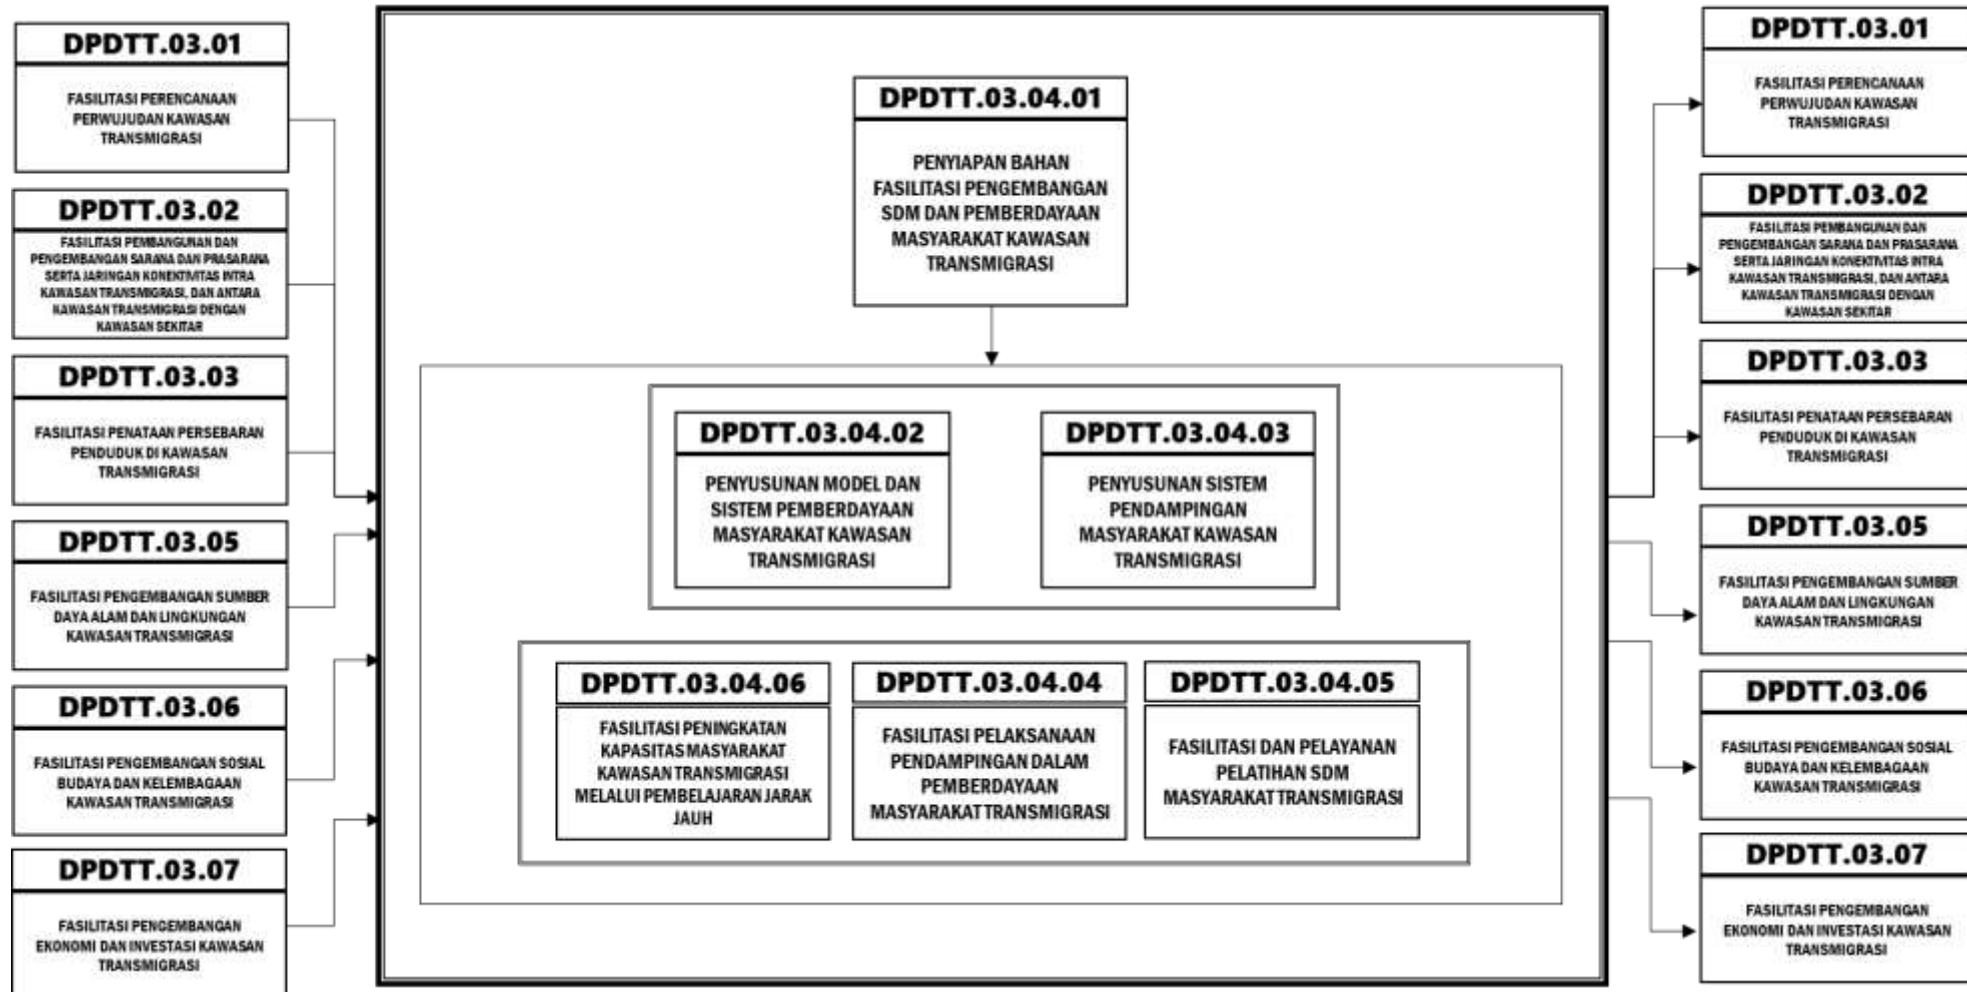 DPDTT.03.01
FASILITASI PERENCANAAN
PERWUJUDAN KAWASAN
TRANSMIGRASI
DPDTT.03.02
FASILITASI PEMBANGUNAN DAN
PENGEMBANGAN SARANA DAN PRASARANA
SERTA JARINGAN KONEKTIVITAS INTRA
KAWASAN TRANSMIGRASI, DAN ANTARA
KAWASAN TRANSMIGRASI DENGAN
KAWASAN SEKITAR
DPDTT.03.03
FASILITASI PENATAAN PERSEBARAN
PENDUDUK DI KAWASAN
TRANSMIGRASI
DPDTT.03.05
FASILITASI PENGEMBANGAN SUMBER
DAYA ALAM DAN LINGKUNGAN
KAWASAN TRANSMIGRASI
DPDTT.03.06
FASILITASI PENGEMBANGAN SOSIAL
BUDAYA DAN KELEMBAGAAN
KAWASAN TRANSMIGRASI
DPDTT.03.07
FASILITASI PENGEMBANGAN
EKONOMI DAN INVESTASI KAWASAN
TRANSMIGRASI
DPDTT.03.04.01
PENYIAPAN BAHAN
FASILITASI PENGEMBANGAN
SDM DAN PEMBERDAYAAN
MASYARAKAT KAWASAN
TRANSMIGRASI
DPDTT.03.04.02
PENYUSUNAN MODEL DAN
SISTEM PEMBERDAYAAN
MASYARAKAT KAWASAN
TRANSMIGRASI
DPDTT.03.04.03
PENYUSUNAN SISTEM
PENDAMPINGAN
MASYARAKAT KAWASAN
TRANSMIGRASI
DPDTT.03.04.06
FASILITASI PENINGKATAN
KAPASITAS MASYARAKAT
KAWASAN TRANSMIGRASI
MELALUI PEMBELAJARAN JARAK
JAUH
DPDTT.03.04.04
FASILITASI PELAKSANAAN
PENDAMPINGAN DALAM
PEMBERDAYAAN
MASYARAKAT TRANSMIGRASI
DPDTT.03.04.05
FASILITASI DAN PELAYANAN
PELATIHAN SDM
MASYARAKAT TRANSMIGRASI
DPDTT.03.01
FASILITASI PERENCANAAN
PERWUJUDAN KAWASAN
TRANSMIGRASI
DPDTT.03.02
FASILITASI PEMBANGUNAN DAN
PENGEMBANGAN SARANA DAN PRASARANA
SERTA JARINGAN KONEKTIVITAS INTRA
KAWASAN TRANSMIGRASI, DAN ANTARA
KAWASAN TRANSMIGRASI DENGAN
KAWASAN SEKITAR
DPDTT.03.03
FASILITASI PENATAAN PERSEBARAN
PENDUDUK DI KAWASAN
TRANSMIGRASI
DPDTT.03.05
FASILITASI PENGEMBANGAN SUMBER
DAYA ALAM DAN LINGKUNGAN
KAWASAN TRANSMIGRASI
DPDTT.03.06
FASILITASI PENGEMBANGAN SOSIAL
BUDAYA DAN KELEMBAGAAN
KAWASAN TRANSMIGRASI
DPDTT.03.07
FASILITASI PENGEMBANGAN
EKONOMI DAN INVESTASI KAWASAN
TRANSMIGRASI